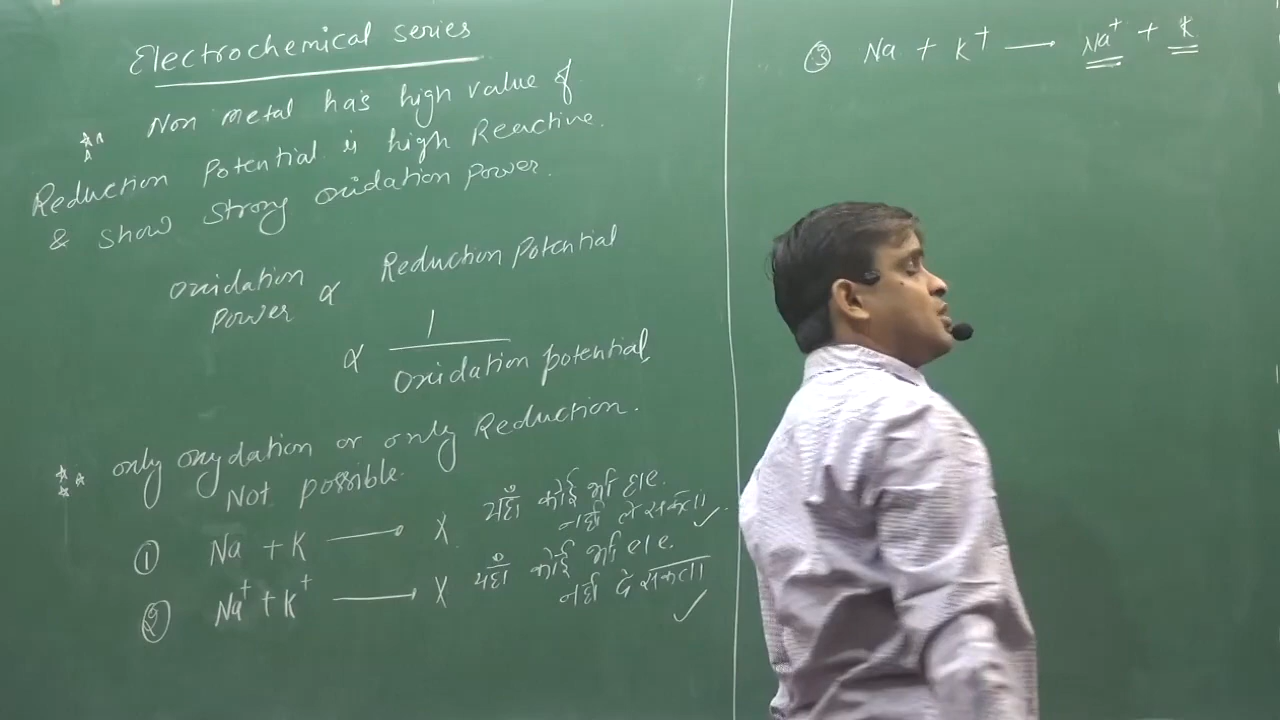 Electrochemical series
Non metal has high value of
Reduction Potential is high Reactive.
& show strong oxidation power.
oxidation power ∝ Reduction Potential
∝ 1 / Oxidation potential
only oxydation or only Reduction.
Not possible.
① Na + K ⟶ X यहाँ कोई भी e.
नहीं ले सकता ✓
② Na⁺ + K⁺ ⟶ X यहाँ कोई भी e.
नहीं दे सकता ✓
③ Na + K⁺ ⟶ Na⁺ + K